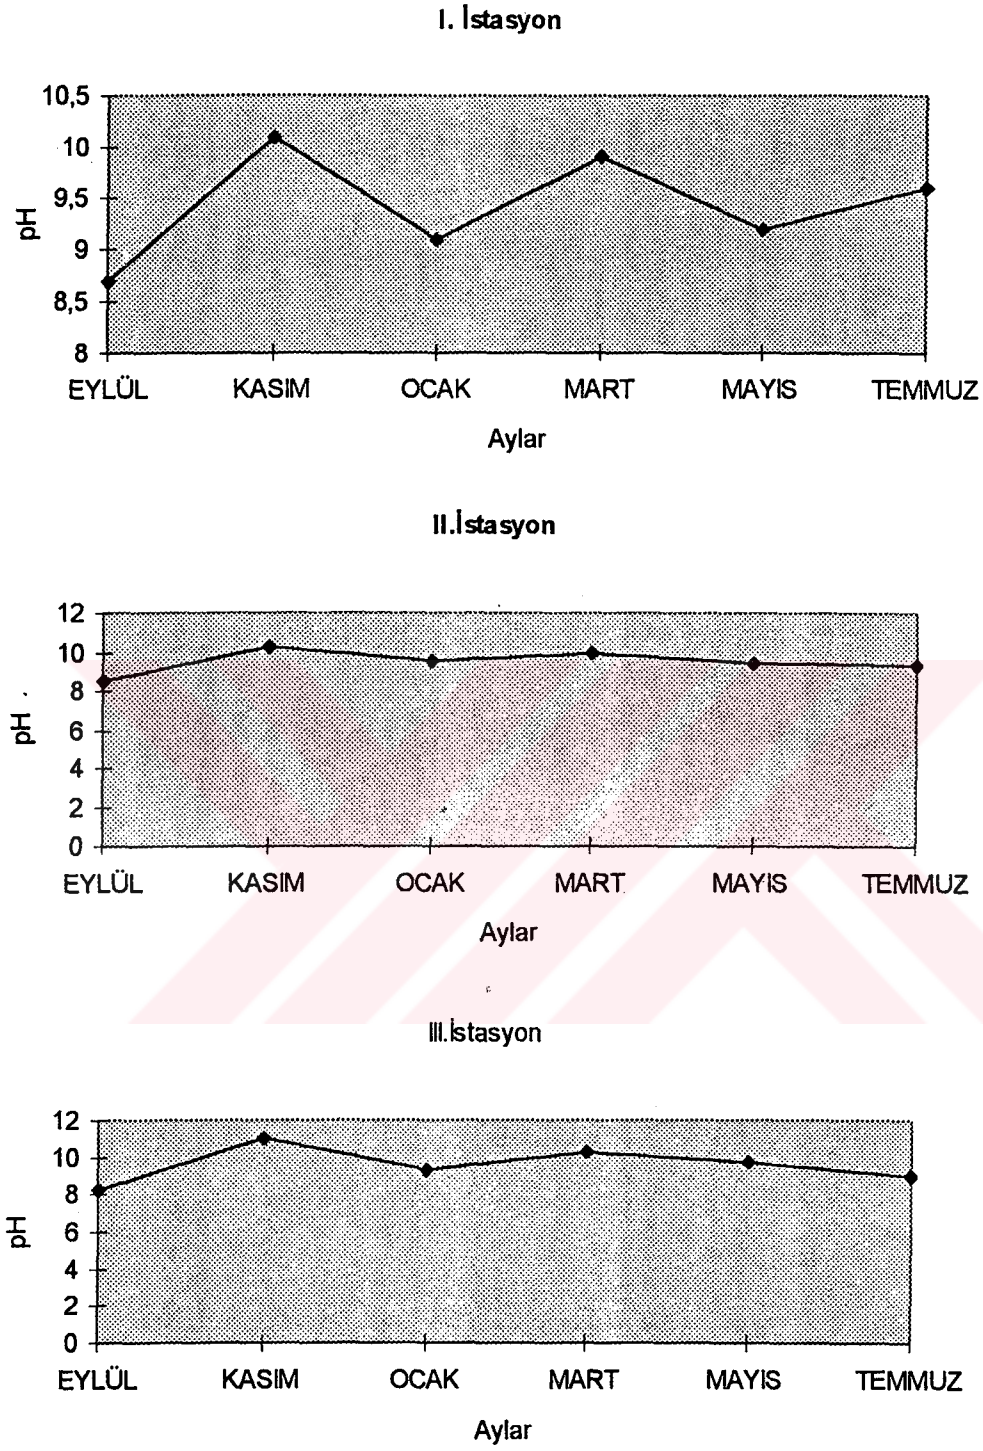 I. İstasyon
10,5
10
9,5
9
8,5
8
pH
EYLÜL KASIM OCAK MART MAYIS TEMMUZ
Aylar
II.İstasyon
12
10
8
6
4
2
0
pH
EYLÜL KASIM OCAK MART MAYIS TEMMUZ
Aylar
III.İstasyon
12
10
8
6
4
2
0
pH
EYLÜL KASIM OCAK MART MAYIS TEMMUZ
Aylar